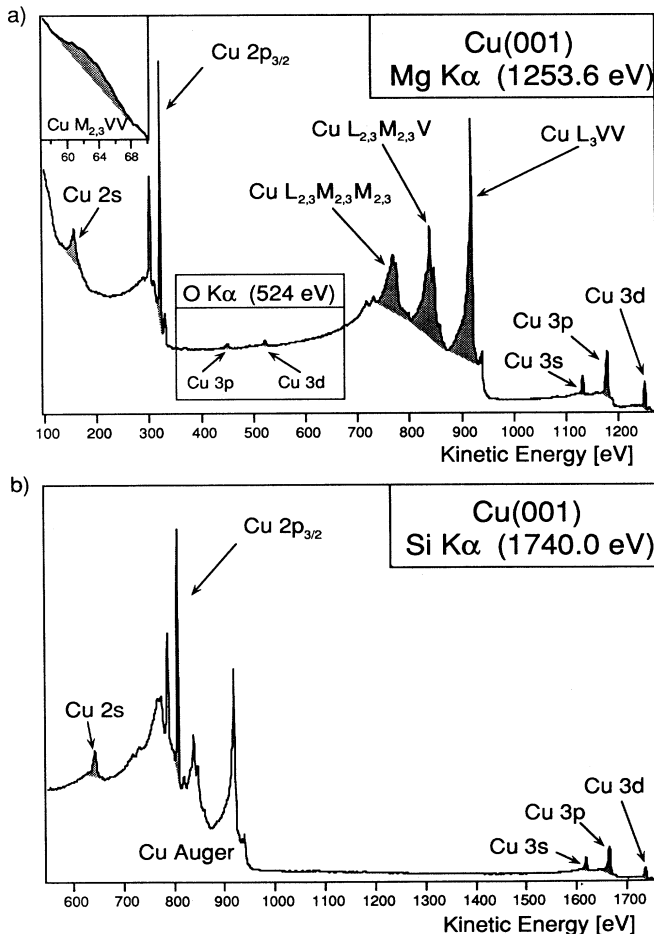 a)
Cu(001)
Mg Kα (1253.6 eV)
Cu 2p3/2
Cu M2,3VV
60 64 68
Cu L2,3M2,3V
Cu L3VV
Cu L2,3M2,3M2,3
Cu 2s
O Kα (524 eV)
Cu 3p
Cu 3d
Cu 3p
Cu 3d
Cu 3s
100 200 300 400 500 600 700 800 900 1000 1100 1200
Kinetic Energy [eV]
b)
Cu(001)
Si Kα (1740.0 eV)
Cu 2p3/2
Cu 2s
Cu 3d
Cu 3p
Cu 3s
Cu Auger
600 700 800 900 1000 1100 1200 1300 1400 1500 1600 1700
Kinetic Energy [eV]